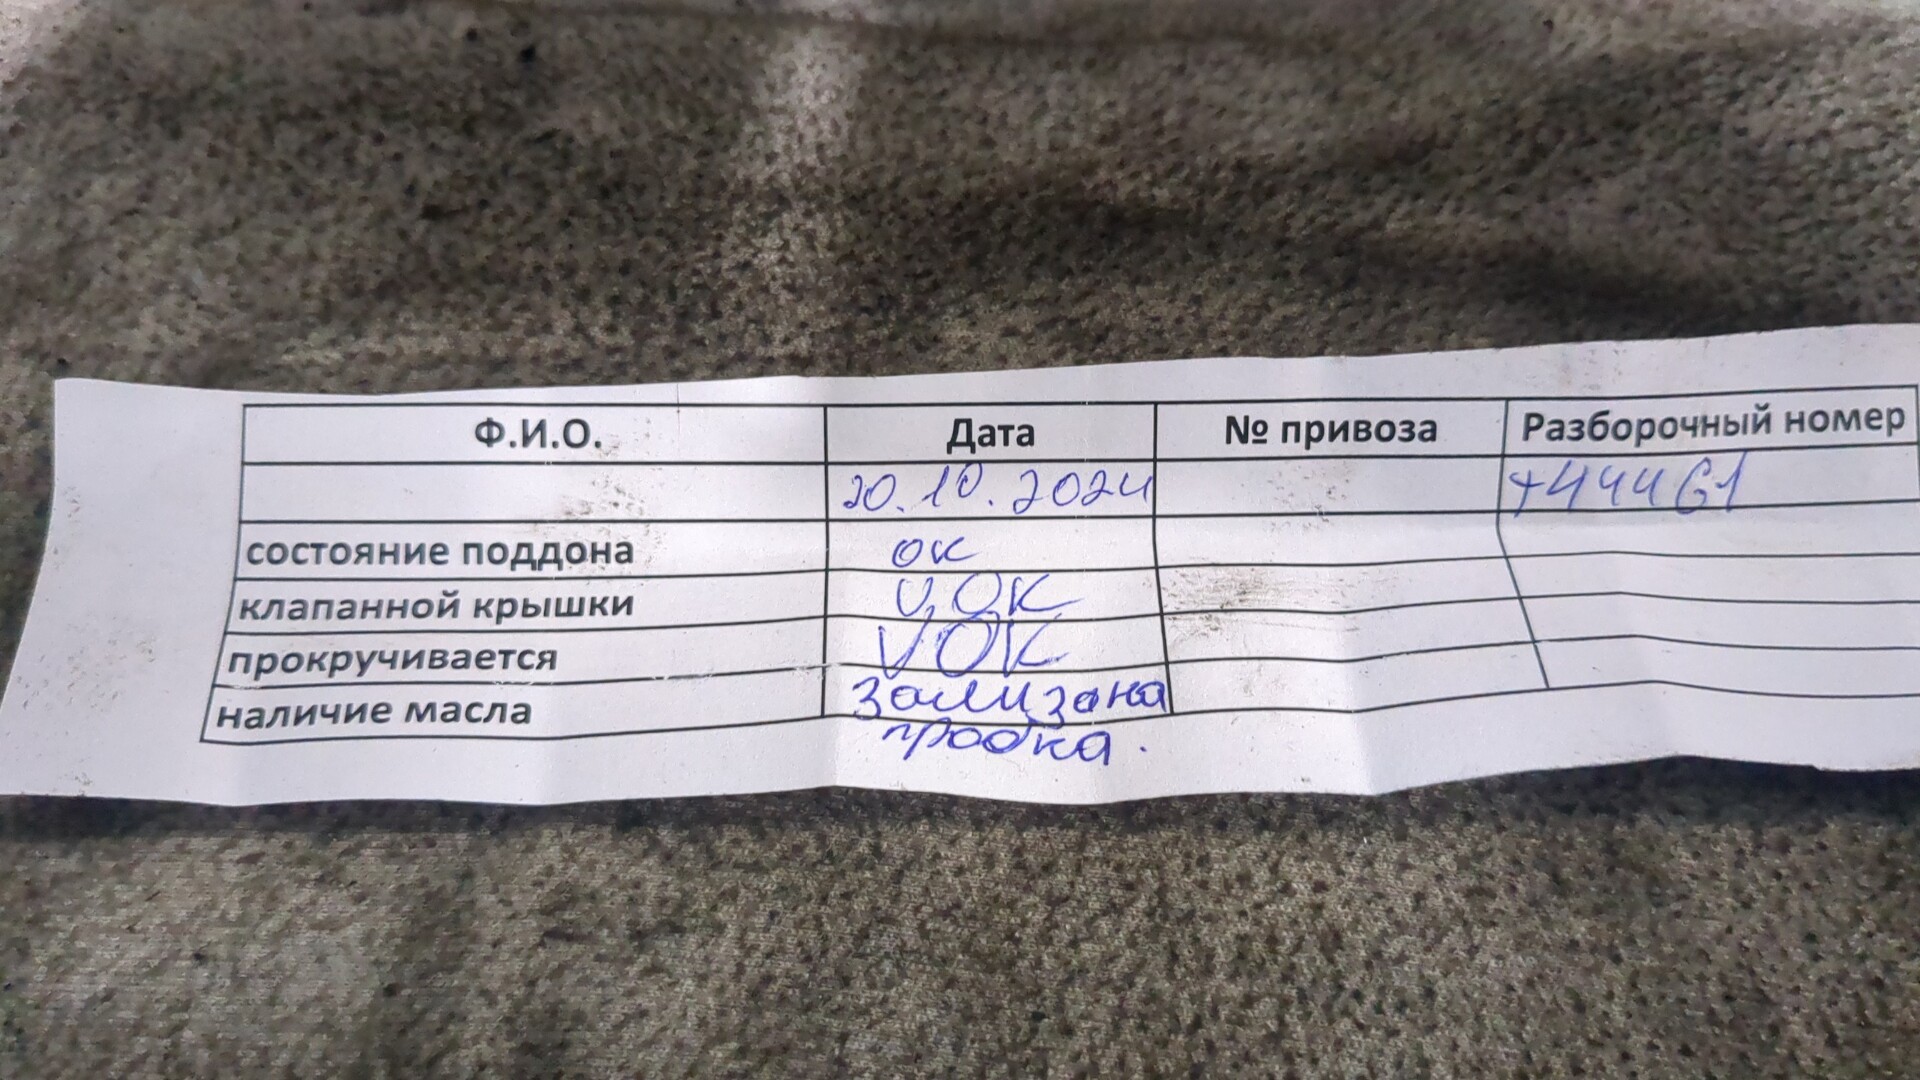 Ф.И.О. Дата № привоза Разборочный номер
20.10.2024 +444461
состояние поддона ок
клапанной крышки V ОК
прокручивается V ОК
наличие масла Зализана
пробка.